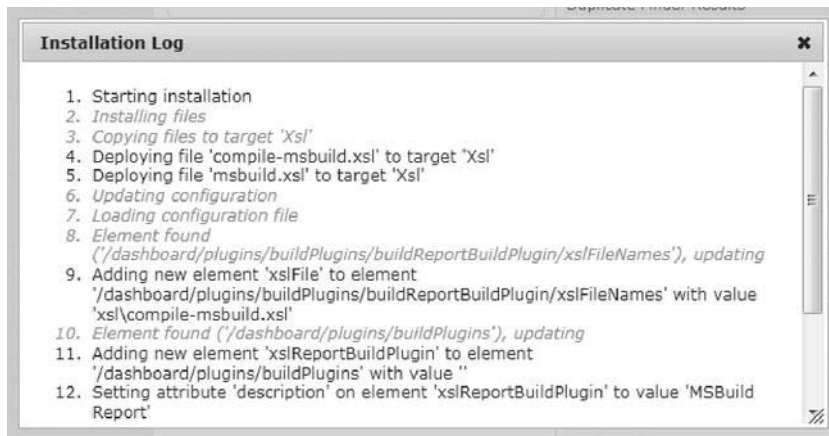 Duplicate Finder Results
Installation Log
1. Starting installation
2. Installing files
3. Copying files to target 'Xsl'
4. Deploying file 'compile-msbuild.xsl' to target 'Xsl'
5. Deploying file 'msbuild.xsl' to target 'Xsl'
6. Updating configuration
7. Loading configuration file
8. Element found
('/dashboard/plugins/buildPlugins/buildReportBuildPlugin/xslFileNames'), updating
9. Adding new element 'xslFile' to element
'/dashboard/plugins/buildPlugins/buildReportBuildPlugin/xslFileNames' with value
'xsl\compile-msbuild.xsl'
10. Element found ('/dashboard/plugins/buildPlugins'), updating
11. Adding new element 'xslReportBuildPlugin' to element
'/dashboard/plugins/buildPlugins' with value ''
12. Setting attribute 'description' on element 'xslReportBuildPlugin' to value 'MSBuild
Report'